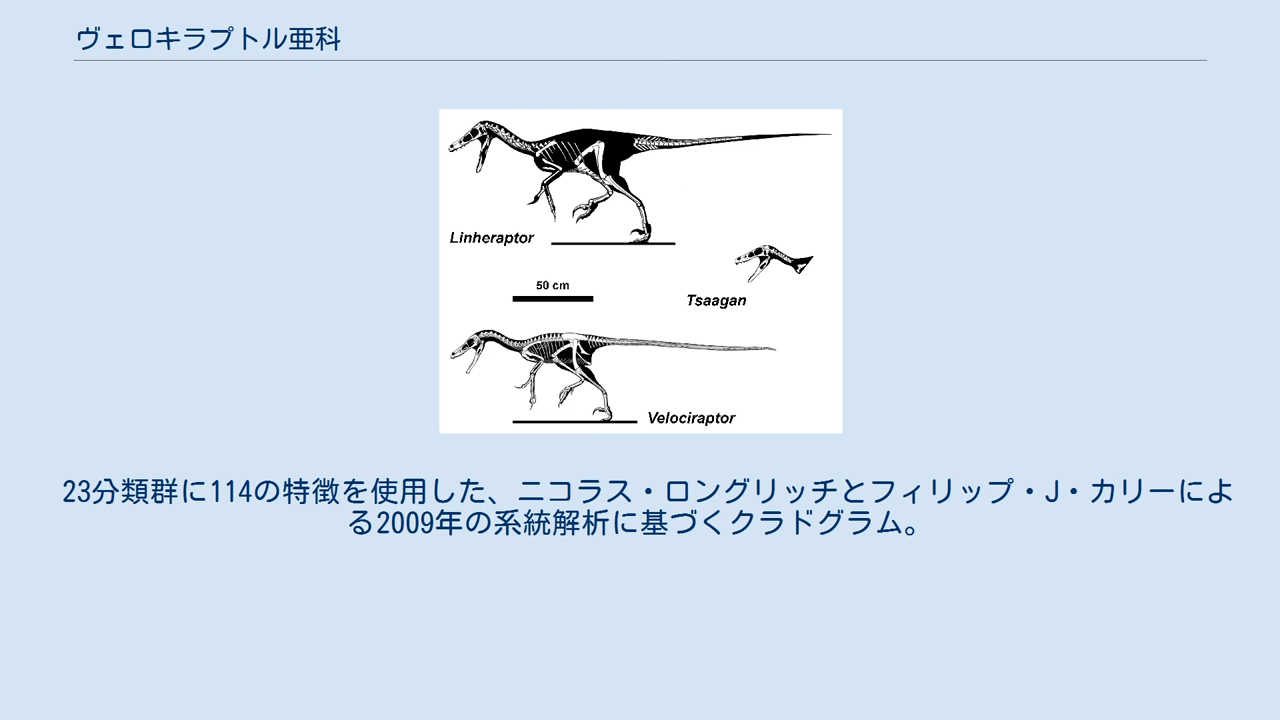 ヴェロキラプトル亜科
Linheraptor
50 cm
Tsaagan
Velociraptor
23分類群に114の特徴を使用した、ニコラス・ロングリッチとフィリップ・J・カリーによ
る2009年の系統解析に基づくクラドグラム。